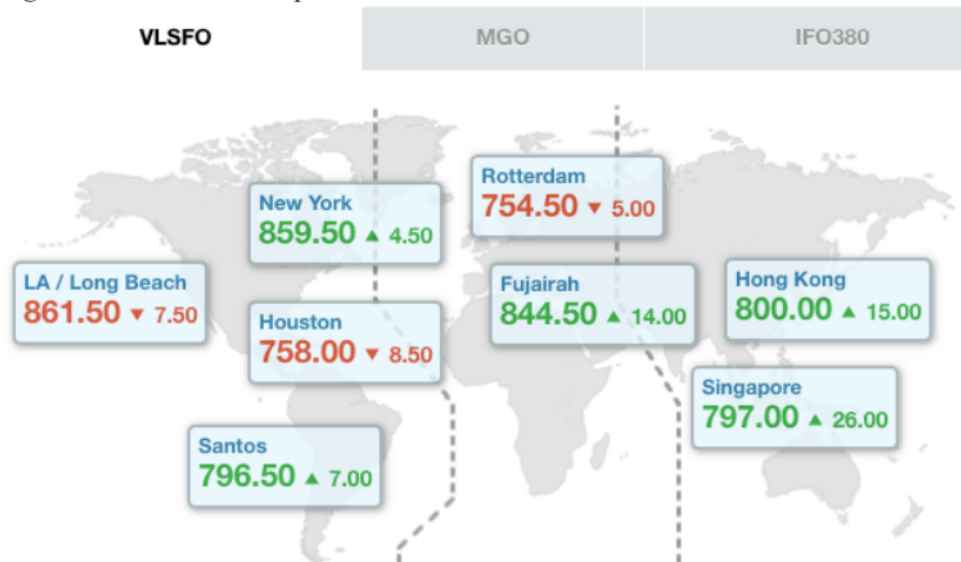 VLSFO
MGO
IFO380
New York
859.50 ▲ 4.50
Rotterdam
754.50 ▼ 5.00
LA / Long Beach
861.50 ▼ 7.50
Houston
758.00 ▼ 8.50
Fujairah
844.50 ▲ 14.00
Hong Kong
800.00 ▲ 15.00
Singapore
797.00 ▲ 26.00
Santos
796.50 ▲ 7.00